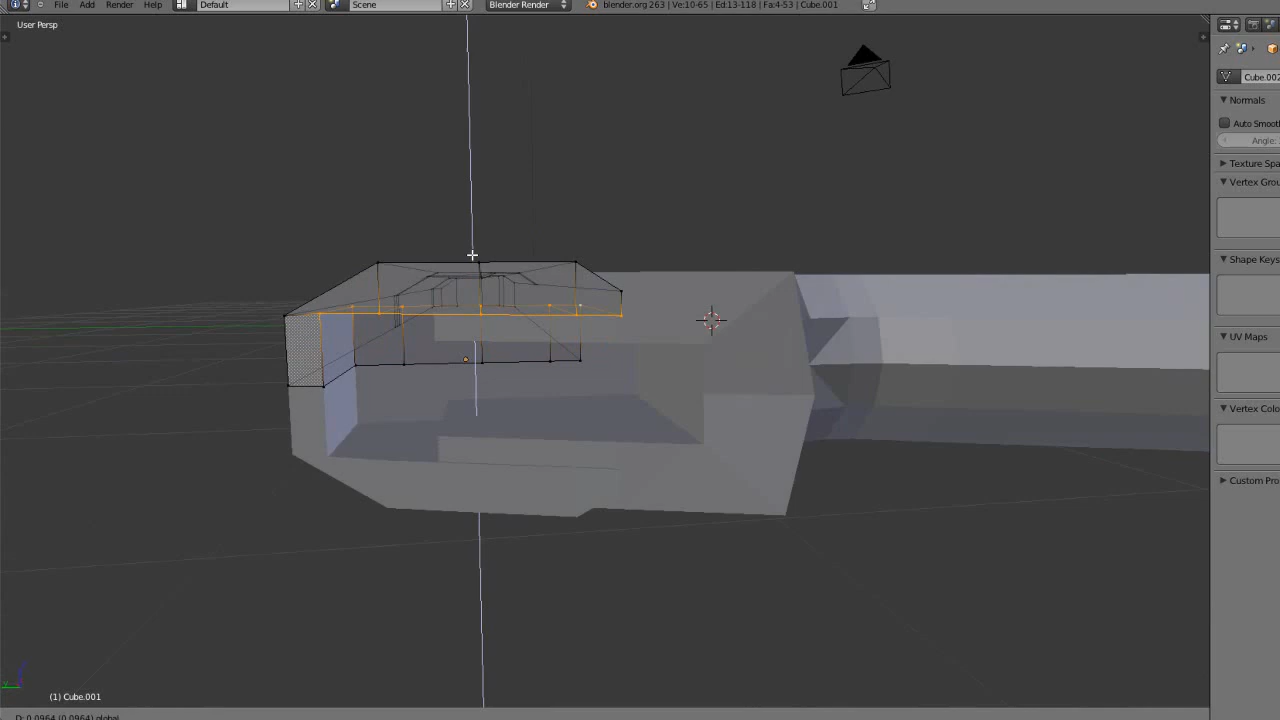 File Add Render Help Default Scene Blender Render blender.org 263 | Ve:10-65 | Ed:13-118 | Fa:4-53 | Cube.001
User Persp
Cube.002
Normals
Auto Smoot
Angle:
Texture Spa
Vertex Grou
Shape Keys
UV Maps
Vertex Colo
Custom Pro
(1) Cube.001
D: 0.0964 (0.0964) global